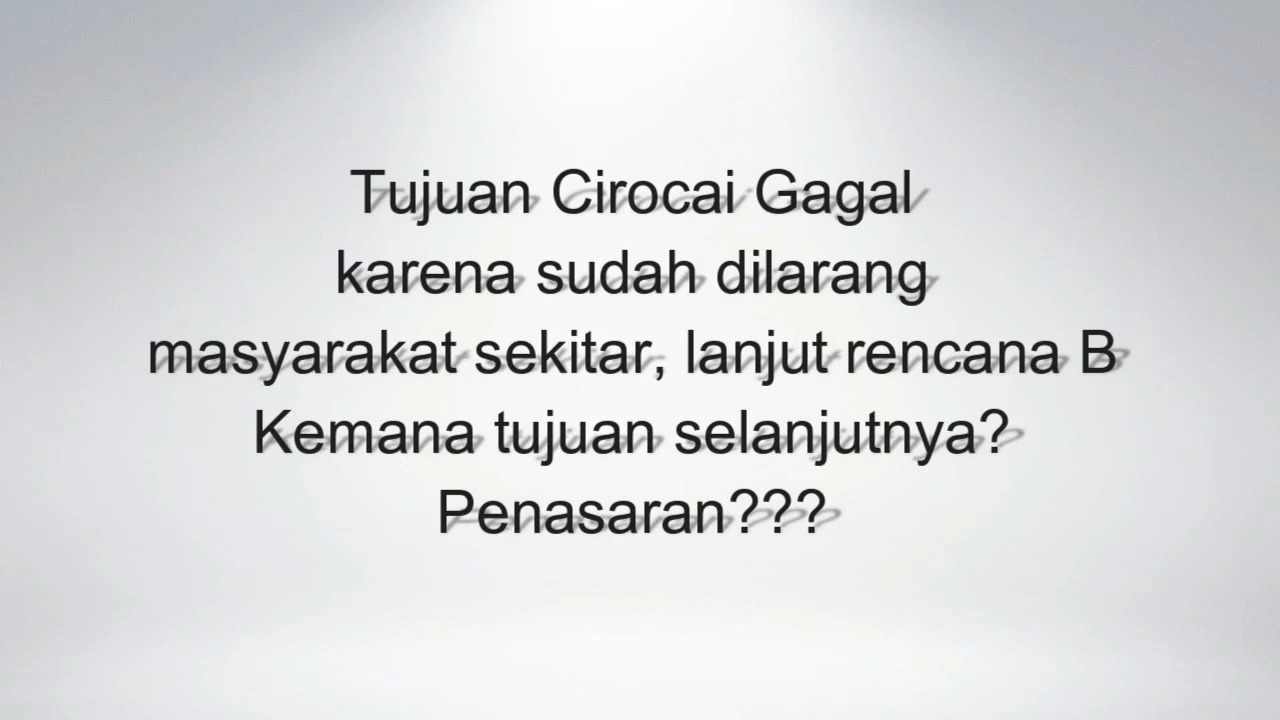 Tujuan Cirocai Gagal
karena sudah dilarang
masyarakat sekitar, lanjut rencana B
Kemana tujuan selanjutnya?
Penasaran???